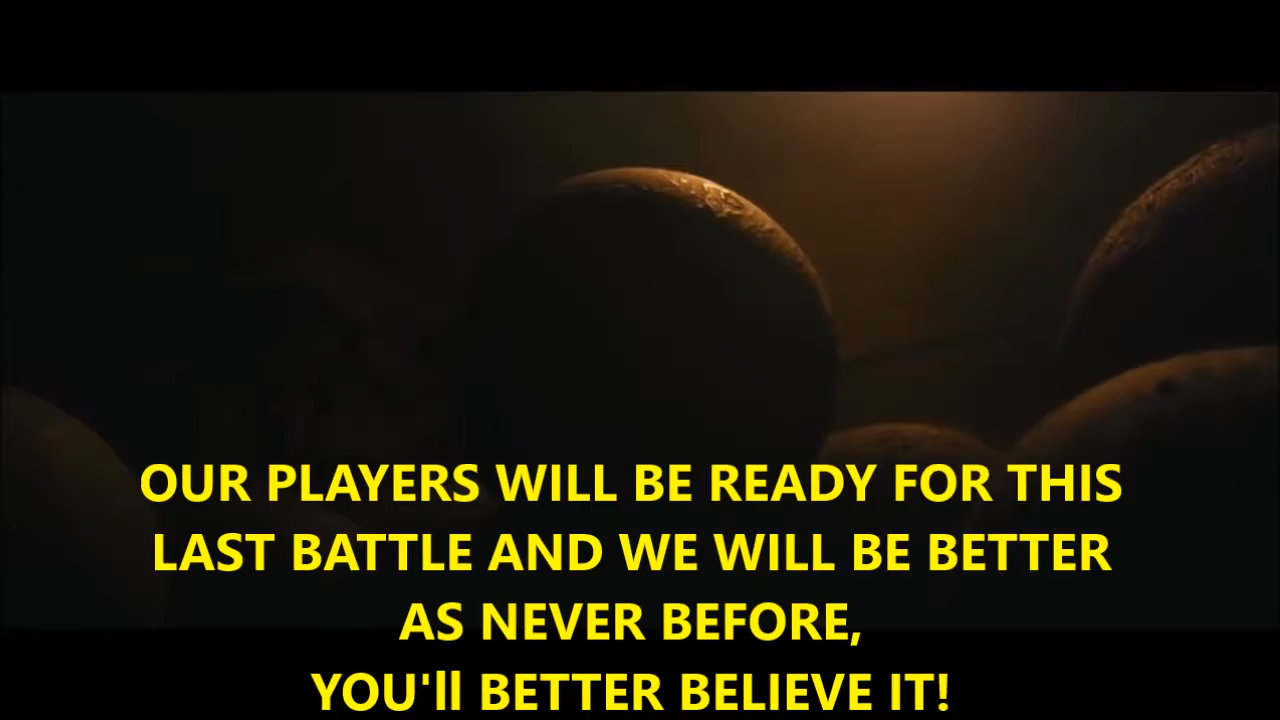 OUR PLAYERS WILL BE READY FOR THIS
LAST BATTLE AND WE WILL BE BETTER
AS NEVER BEFORE,
YOU'll BETTER BELIEVE IT!